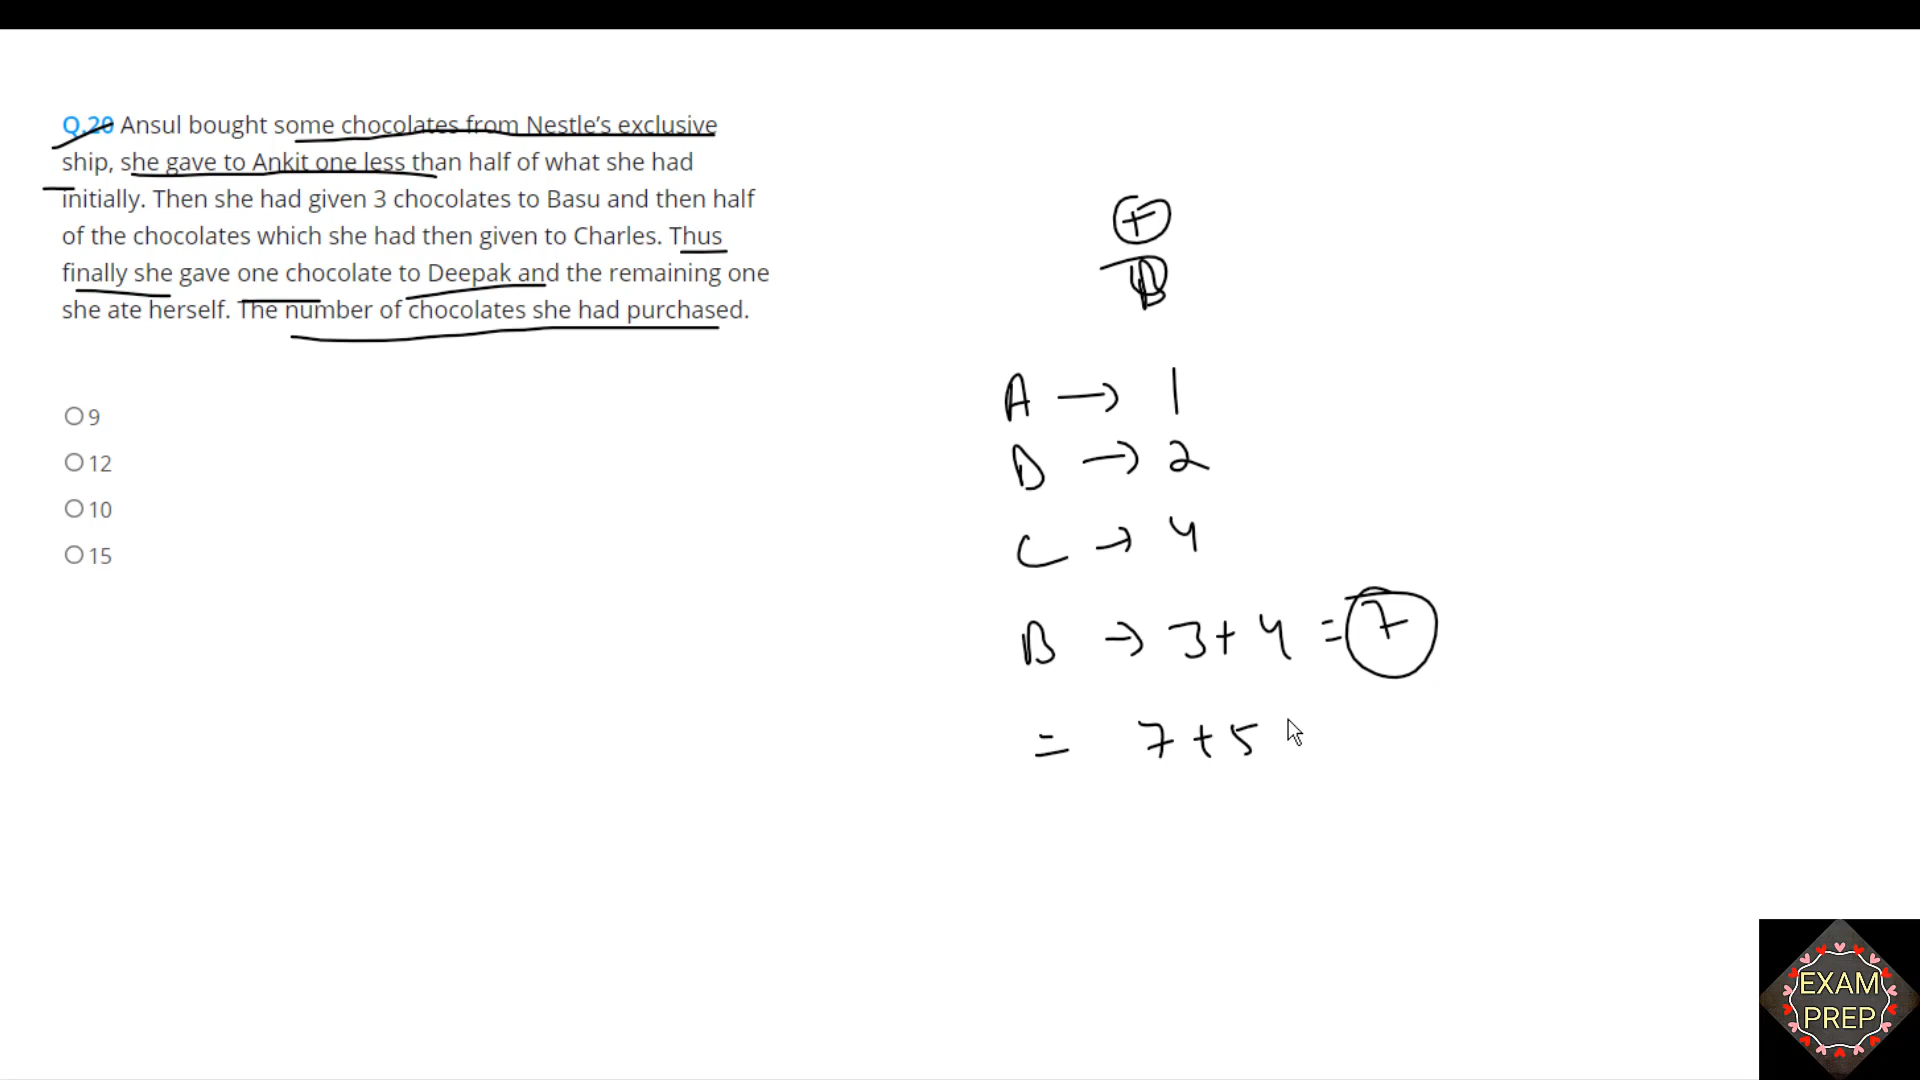 Q.20 Ansul bought some chocolates from Nestle's exclusive
ship, she gave to Ankit one less than half of what she had
initially. Then she had given 3 chocolates to Basu and then half
of the chocolates which she had then given to Charles. Thus
finally she gave one chocolate to Deepak and the remaining one
she ate herself. The number of chocolates she had purchased.
9
12
10
15
A → 1
D → 2
C → 4
B → 3+4 = 7
= 7+5
EXAM
PREP